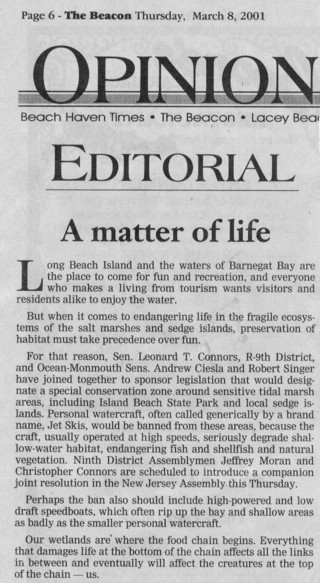 Page 6 - The Beacon Thursday, March 8, 2001
OPINION
Beach Haven Times • The Beacon • Lacey Bea
EDITORIAL
A matter of life
Long Beach Island and the waters of Barnegat Bay are
the place to come for fun and recreation, and everyone
who makes a living from tourism wants visitors and
residents alike to enjoy the water.
But when it comes to endangering life in the fragile ecosys-
tems of the salt marshes and sedge islands, preservation of
habitat must take precedence over fun.
For that reason, Sen. Leonard T. Connors, R-9th District,
and Ocean-Monmouth Sens. Andrew Ciesla and Robert Singer
have joined together to sponsor legislation that would desig-
nate a special conservation zone around sensitive tidal marsh
areas, including Island Beach State Park and local sedge is-
lands. Personal watercraft, often called generically by a brand
name, Jet Skis, would be banned from these areas, because the
craft, usually operated at high speeds, seriously degrade shal-
low-water habitat, endangering fish and shellfish and natural
vegetation. Ninth District Assemblymen Jeffrey Moran and
Christopher Connors are scheduled to introduce a companion
joint resolution in the New Jersey Assembly this Thursday.
Perhaps the ban also should include high-powered and low
draft speedboats, which often rip up the bay and shallow areas
as badly as the smaller personal watercraft.
Our wetlands are where the food chain begins. Everything
that damages life at the bottom of the chain affects all the links
in between and eventually will affect the creatures at the top
of the chain — us.